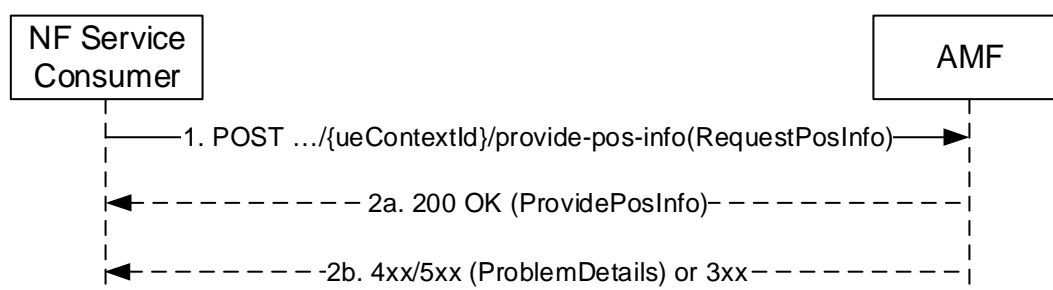 NF Service
Consumer
AMF
1. POST …/{ueContextId}/provide-pos-info(RequestPosInfo)
2a. 200 OK (ProvidePosInfo)
2b. 4xx/5xx (ProblemDetails) or 3xx